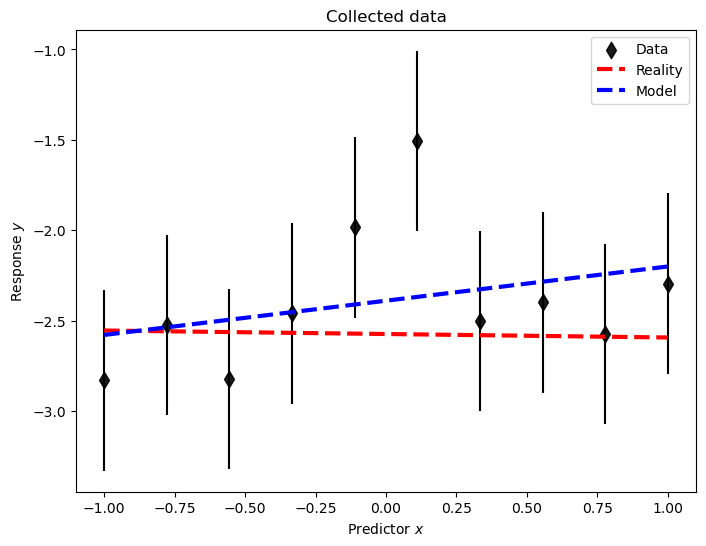 Collected data
Data
Reality
Model
Response y
−1.0
−1.5
−2.0
−2.5
−3.0
−1.00
−0.75
−0.50
−0.25
0.00
0.25
0.50
0.75
1.00
Predictor x